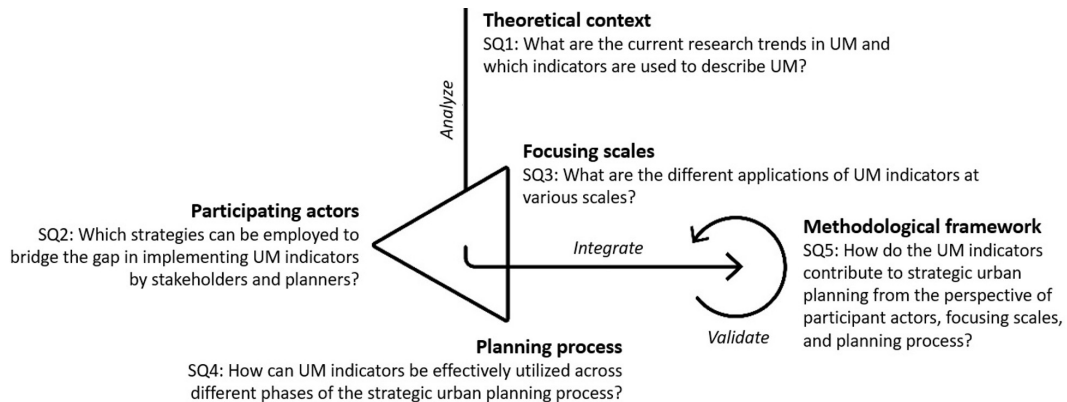 Theoretical context
SQ1: What are the current research trends in UM and
which indicators are used to describe UM?
Analyze
Focusing scales
SQ3: What are the different applications of UM indicators at
various scales?
Participating actors
SQ2: Which strategies can be employed to
bridge the gap in implementing UM indicators
by stakeholders and planners?
Integrate
Methodological framework
SQ5: How do the UM indicators
contribute to strategic urban
planning from the perspective of
participant actors, focusing scales,
and planning process?
Validate
Planning process
SQ4: How can UM indicators be effectively utilized across
different phases of the strategic urban planning process?